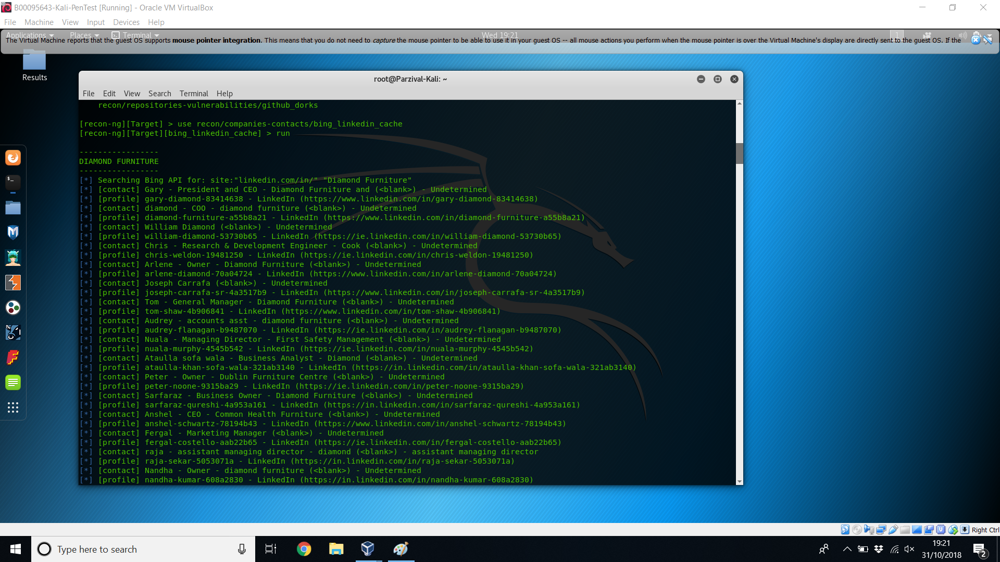 B00095643-Kali-PenTest [Running] - Oracle VM VirtualBox
File Machine View Input Devices Help
Applications Places Terminal Wed 19:21 1
The Virtual Machine reports that the guest OS supports mouse pointer integration. This means that you do not need to capture the mouse pointer to be able to use it in your guest OS -- all mouse actions you perform when the mouse pointer is over the Virtual Machine's display are directly sent to the guest OS. If the
Results
root@Parzival-Kali: ~
File Edit View Search Terminal Help
recon/repositories-vulnerabilities/github_dorks
[recon-ng][Target] > use recon/companies-contacts/bing_linkedin_cache
[recon-ng][Target][bing_linkedin_cache] > run
-----------------
DIAMOND FURNITURE
-----------------
[*] Searching Bing API for: site:"linkedin.com/in/" "Diamond Furniture"
[*] [contact] Gary - President and CEO - Diamond Furniture and (<blank>) - Undetermined
[*] [profile] gary-diamond-83414638 - LinkedIn (https://www.linkedin.com/in/gary-diamond-83414638)
[*] [contact] diamond - COO - diamond furniture (<blank>) - Undetermined
[*] [profile] diamond-furniture-a55b8a21 - LinkedIn (https://www.linkedin.com/in/diamond-furniture-a55b8a21)
[*] [contact] William Diamond (<blank>) - Undetermined
[*] [profile] william-diamond-53730b65 - LinkedIn (https://ie.linkedin.com/in/william-diamond-53730b65)
[*] [contact] Chris - Research & Development Engineer - Cook (<blank>) - Undetermined
[*] [profile] chris-weldon-19481250 - LinkedIn (https://ie.linkedin.com/in/chris-weldon-19481250)
[*] [contact] Arlene - Owner - Diamond Furniture (<blank>) - Undetermined
[*] [profile] arlene-diamond-70a04724 - LinkedIn (https://www.linkedin.com/in/arlene-diamond-70a04724)
[*] [contact] Joseph Carrafa (<blank>) - Undetermined
[*] [profile] joseph-carrafa-sr-4a3517b9 - LinkedIn (https://www.linkedin.com/in/joseph-carrafa-sr-4a3517b9)
[*] [contact] Tom - General Manager - Diamond Furniture (<blank>) - Undetermined
[*] [profile] tom-shaw-4b906841 - LinkedIn (https://www.linkedin.com/in/tom-shaw-4b906841)
[*] [contact] Audrey - accounts asst - diamond furniture (<blank>) - Undetermined
[*] [profile] audrey-flanagan-b9487070 - LinkedIn (https://ie.linkedin.com/in/audrey-flanagan-b9487070)
[*] [contact] Nuala - Managing Director - First Safety Management (<blank>) - Undetermined
[*] [profile] nuala-murphy-4545b542 - LinkedIn (https://ie.linkedin.com/in/nuala-murphy-4545b542)
[*] [contact] Ataulla sofa wala - Business Analyst - Diamond (<blank>) - Undetermined
[*] [profile] ataulla-khan-sofa-wala-321ab3140 - LinkedIn (https://in.linkedin.com/in/ataulla-khan-sofa-wala-321ab3140)
[*] [contact] Peter - Owner - Dublin Furniture Centre (<blank>) - Undetermined
[*] [profile] peter-noone-9315ba29 - LinkedIn (https://ie.linkedin.com/in/peter-noone-9315ba29)
[*] [contact] Sarfaraz - Business Owner - Diamond Furniture (<blank>) - Undetermined
[*] [profile] sarfaraz-qureshi-4a953a161 - LinkedIn (https://in.linkedin.com/in/sarfaraz-qureshi-4a953a161)
[*] [contact] Anshel - CEO - Common Health Furniture (<blank>) - Undetermined
[*] [profile] anshel-schwartz-78194b43 - LinkedIn (https://www.linkedin.com/in/anshel-schwartz-78194b43)
[*] [contact] Fergal - Marketing Manager (<blank>) - Undetermined
[*] [profile] fergal-costello-aab22b65 - LinkedIn (https://ie.linkedin.com/in/fergal-costello-aab22b65)
[*] [contact] raja - assistant managing director - diamond (<blank>) - assistant managing director
[*] [profile] raja-sekar-5053071a - LinkedIn (https://in.linkedin.com/in/raja-sekar-5053071a)
[*] [contact] Nandha - Owner - diamond furniture (<blank>) - Undetermined
[*] [profile] nandha-kumar-608a2830 - LinkedIn (https://in.linkedin.com/in/nandha-kumar-608a2830)
Right Ctrl
Type here to search
19:21
31/10/2018
2